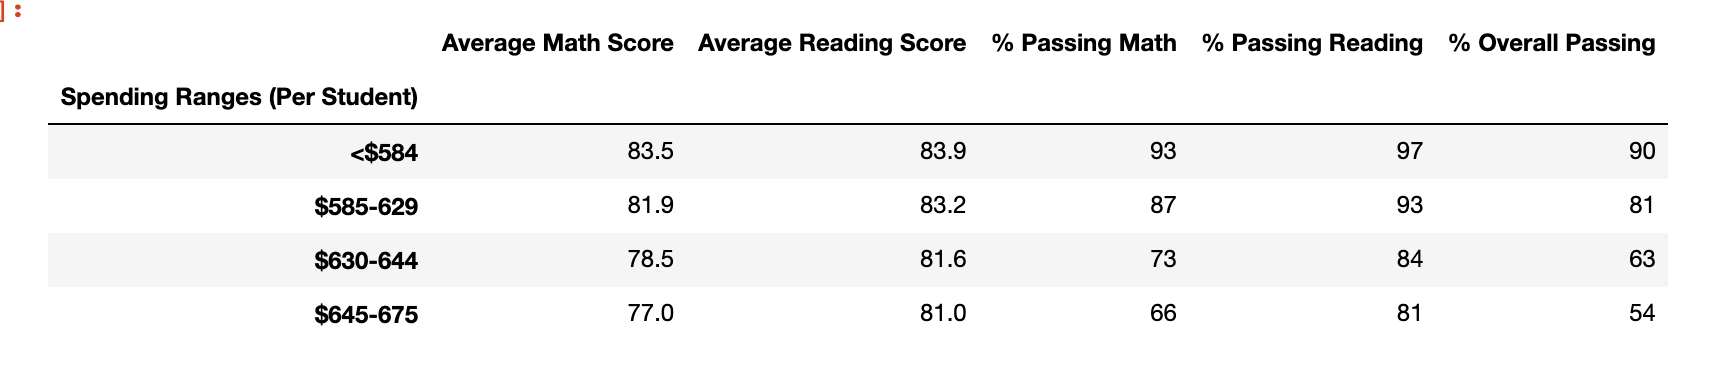 ]:
Average Math Score Average Reading Score % Passing Math % Passing Reading % Overall Passing
Spending Ranges (Per Student)
<$584 83.5 83.9 93 97 90
$585-629 81.9 83.2 87 93 81
$630-644 78.5 81.6 73 84 63
$645-675 77.0 81.0 66 81 54